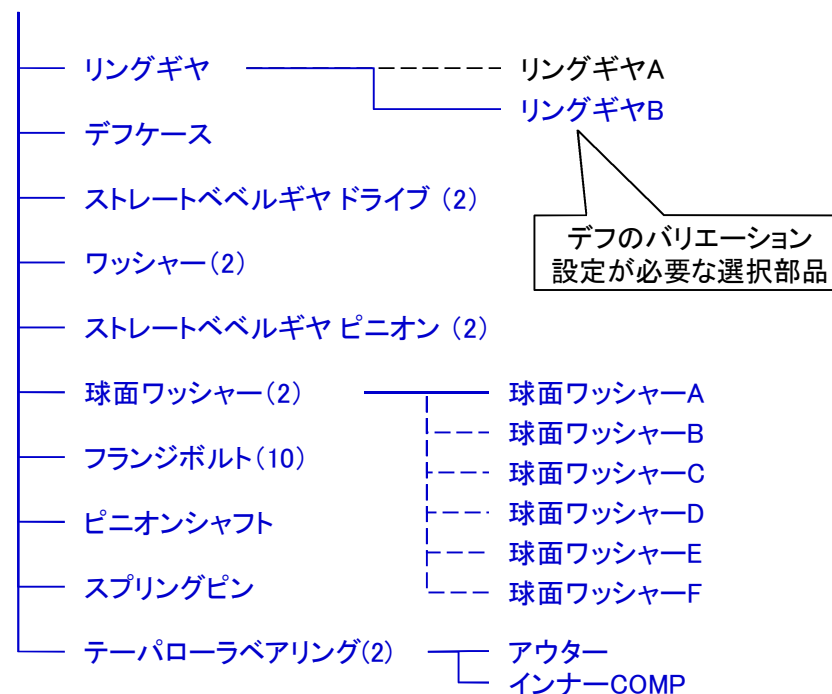 リングギヤ
リングギヤA
リングギヤB
デフケース
ストレートベベルギヤ ドライブ (2)
デフのバリエーション
設定が必要な選択部品
ワッシャー(2)
ストレートベベルギヤ ピニオン (2)
球面ワッシャー(2)
球面ワッシャーA
球面ワッシャーB
球面ワッシャーC
球面ワッシャーD
球面ワッシャーE
球面ワッシャーF
フランジボルト(10)
ピニオンシャフト
スプリングピン
テーパローラベアリング(2)
アウター
インナーCOMP